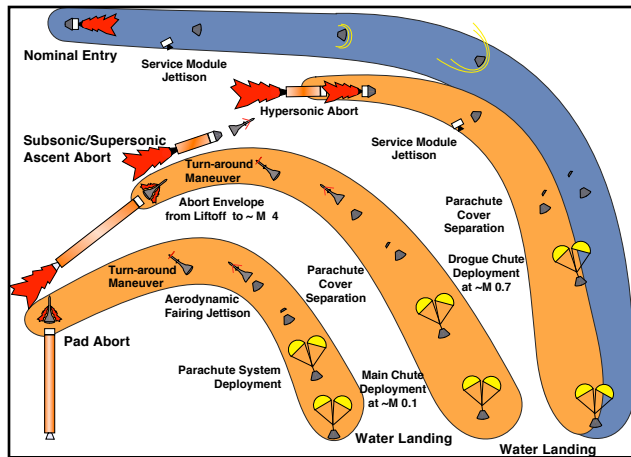 Nominal Entry
Service Module
Jettison
Hypersonic Abort
Subsonic/Supersonic
Ascent Abort
Service Module
Jettison
Turn-around
Maneuver
Abort Envelope
from Liftoff to ~ M 4
Parachute
Cover
Separation
Drogue Chute
Deployment
at ~M 0.7
Turn-around
Maneuver
Aerodynamic
Fairing Jettison
Parachute
Cover
Separation
Pad Abort
Parachute System
Deployment
Main Chute
Deployment
at ~M 0.1
Water Landing
Water Landing